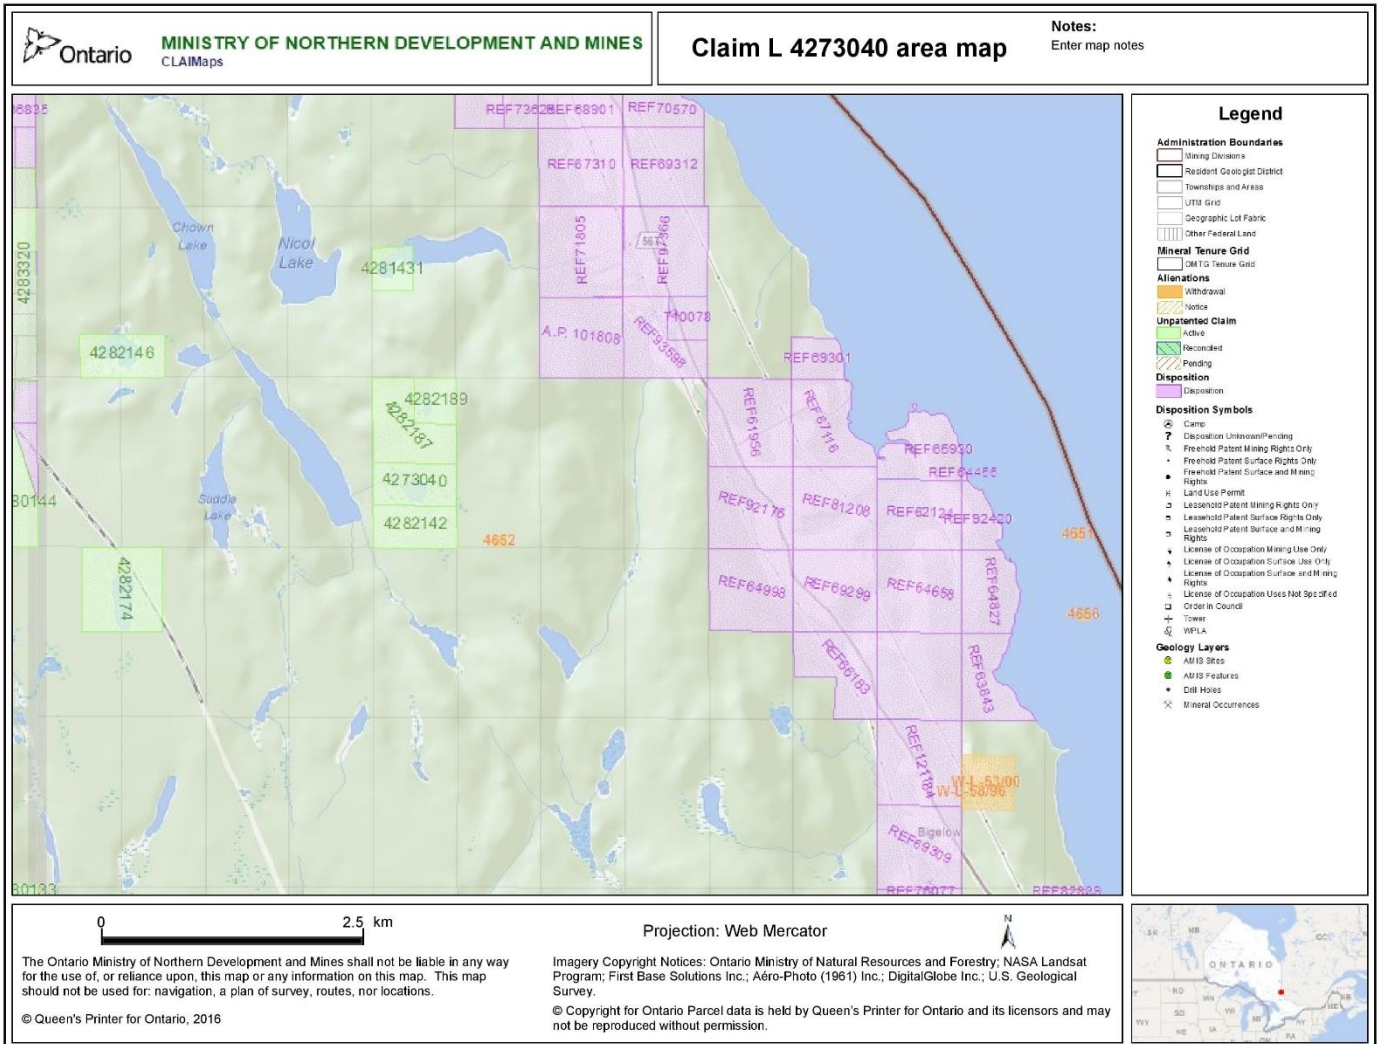 Ontario
MINISTRY OF NORTHERN DEVELOPMENT AND MINES
CLAIMaps
Claim L 4273040 area map
Notes:
Enter map notes
REF68901
REF70570
REF67310
REF69312
Chown
Lake
Nicol
Lake
4283320
4281431
REF71805
567
4282146
A.P. 101808
REF93598
REF69301
4282189
4282187
REF61956
REF67116
4273040
REF65930
REF64456
80144
Suddie
Lake
4282142
REF92176
REF81208
REF62124
REF92420
4652
4651
4282174
REF64998
REF69299
REF64658
REF64827
4656
REF66183
REF63843
REF121184
W-L-53/00
W-L-58/96
Bigelow
REF69309
80133
REF76077
REF82898
Legend
Administration Boundaries
Mining Divisions
Resident Geologist District
Townships and Areas
UTM Grid
Geographic Lot Fabric
Other Federal Land
Mineral Tenure Grid
OMTG Tenure Grid
Alienations
Withdrawal
Notice
Unpatented Claim
Active
Reconciled
Pending
Disposition
Disposition
Disposition Symbols
Camp
Disposition Unknown/Pending
Freehold Patent Mining Rights Only
Freehold Patent Surface Rights Only
Freehold Patent Surface and Mining
Rights
Land Use Permit
Leasehold Patent Mining Rights Only
Leasehold Patent Surface Rights Only
Leasehold Patent Surface and Mining
Rights
License of Occupation Mining Use Only
License of Occupation Surface Use Only
License of Occupation Surface and Mining
Rights
License of Occupation Uses Not Specified
Order in Council
Tower
WPLA
Geology Layers
AMIS Sites
AMIS Features
Drill Holes
Mineral Occurrences
0 2.5 km
Projection: Web Mercator
N
The Ontario Ministry of Northern Development and Mines shall not be liable in any way
for the use of, or reliance upon, this map or any information on this map. This map
should not be used for: navigation, a plan of survey, routes, nor locations.
© Queen's Printer for Ontario, 2016
Imagery Copyright Notices: Ontario Ministry of Natural Resources and Forestry; NASA Landsat
Program; First Base Solutions Inc.; Aéro-Photo (1961) Inc.; DigitalGlobe Inc.; U.S. Geological
Survey.
© Copyright for Ontario Parcel data is held by Queen's Printer for Ontario and its licensors and may
not be reproduced without permission.
ONTARIO